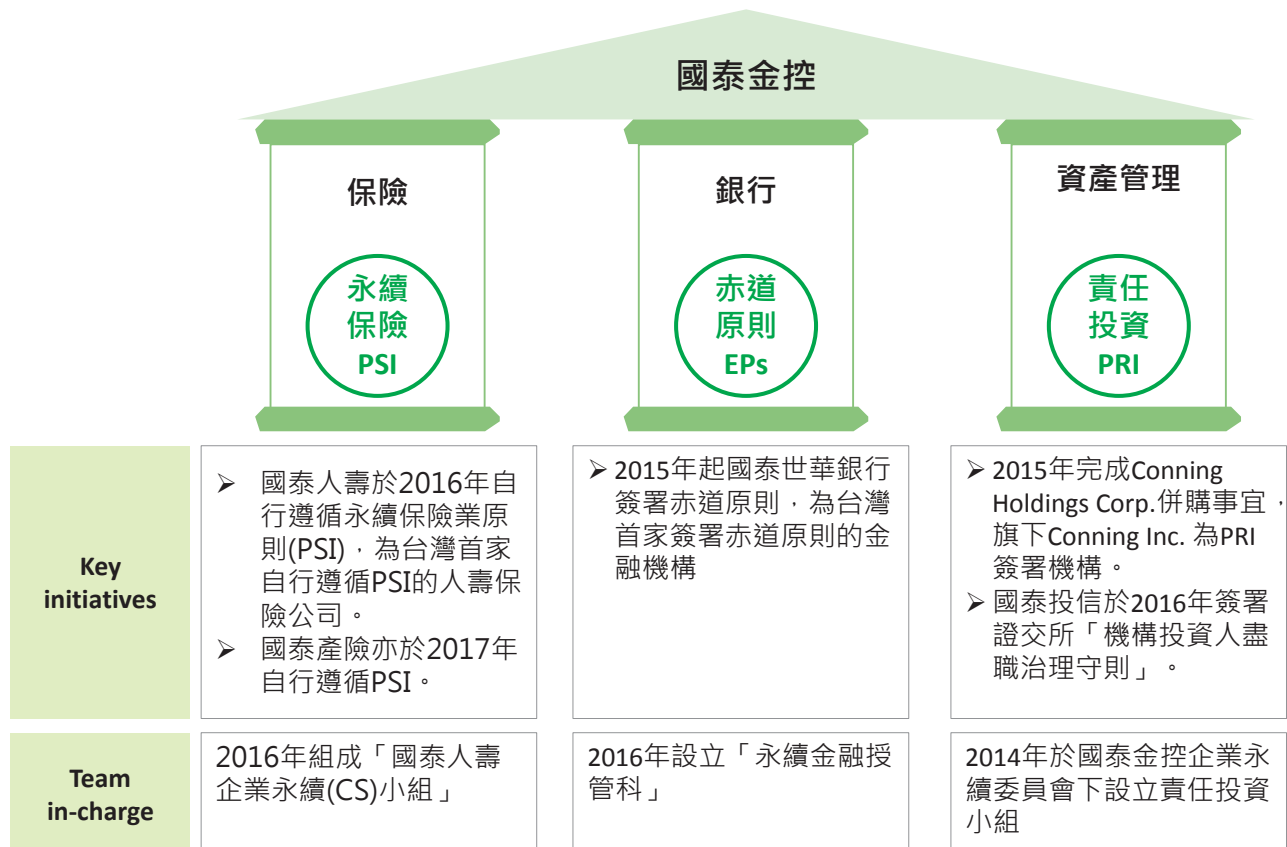 國泰金控
保險
永續
保險
PSI
銀行
赤道
原則
EPs
資產管理
責任
投資
PRI
Key
initiatives
➢ 國泰人壽於2016年自
行遵循永續保險業原
則(PSI)，為台灣首家
自行遵循PSI的人壽保
險公司。
➢ 國泰產險亦於2017年
自行遵循PSI。
➢ 2015年起國泰世華銀行
簽署赤道原則，為台灣
首家簽署赤道原則的金
融機構
➢ 2015年完成Conning
Holdings Corp.併購事宜，
旗下Conning Inc. 為PRI
簽署機構。
➢ 國泰投信於2016年簽署
證交所「機構投資人盡
職治理守則」。
Team
in-charge
2016年組成「國泰人壽
企業永續(CS)小組」
2016年設立「永續金融授
管科」
2014年於國泰金控企業永
續委員會下設立責任投資
小組